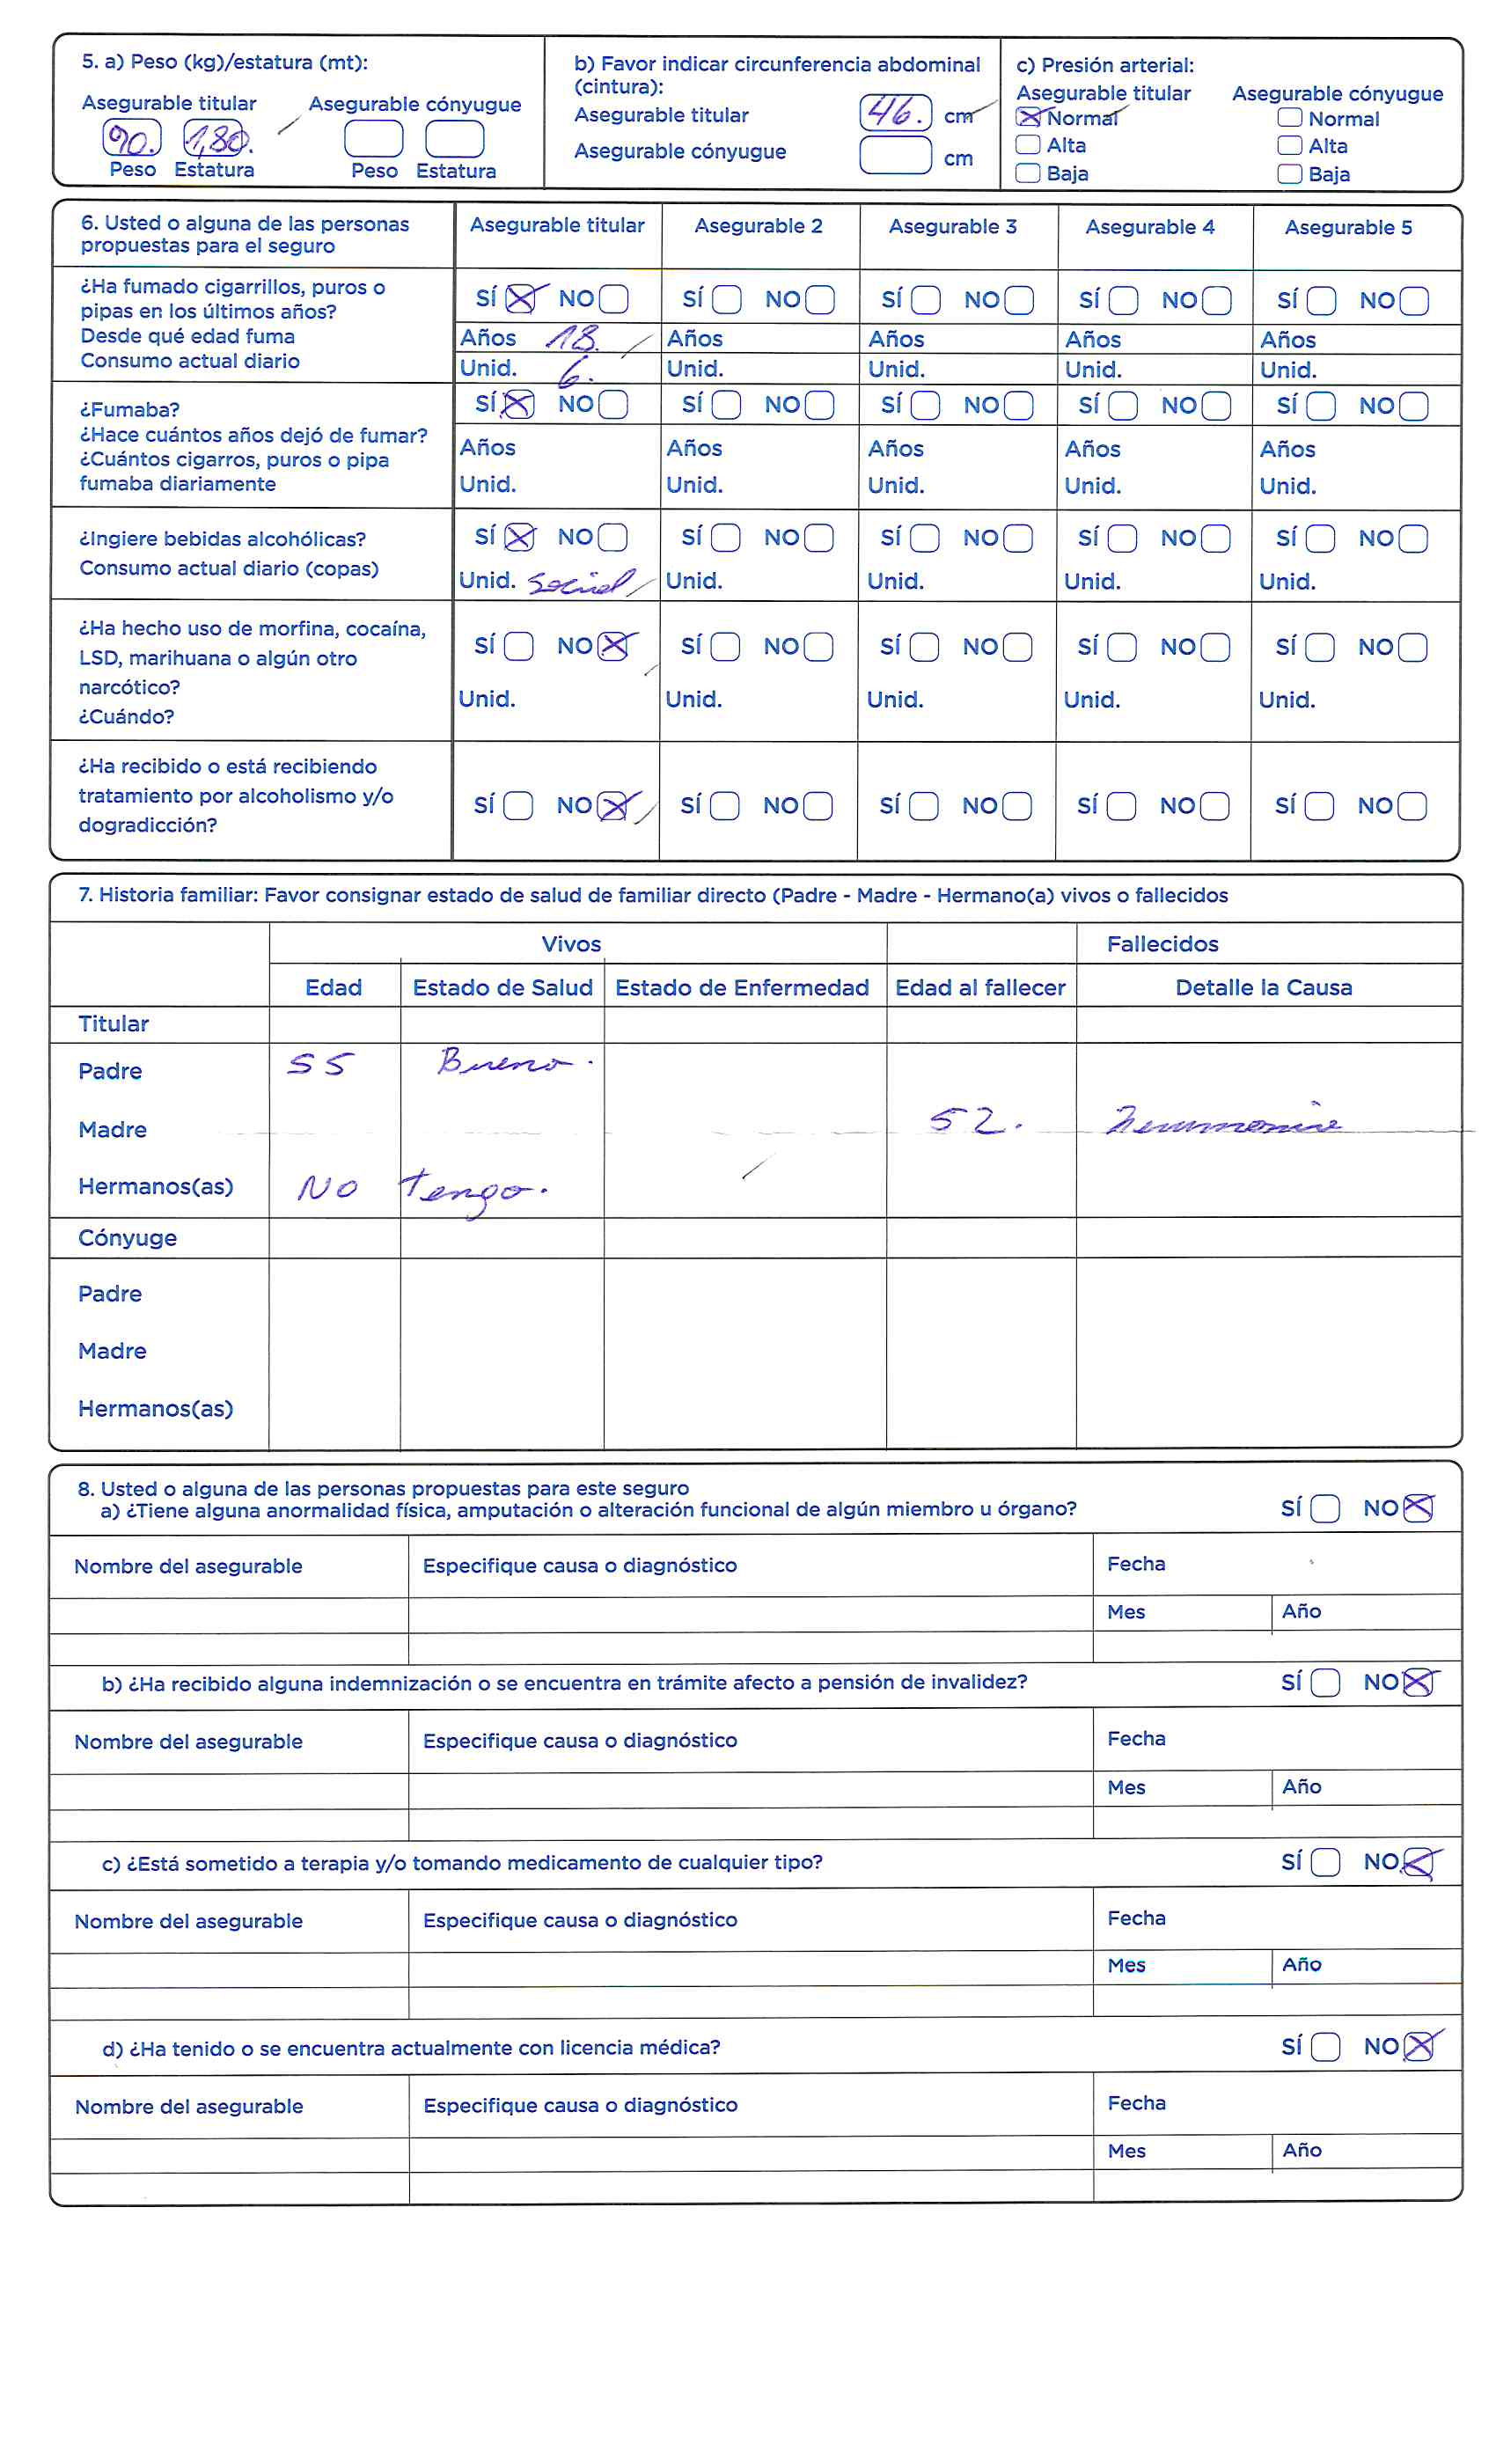 5. a) Peso (kg)/estatura (mt):
Asegurable titular Asegurable cónyugue
90. 1,80.
Peso Estatura Peso Estatura
b) Favor indicar circunferencia abdominal
(cintura):
Asegurable titular 46. cm
Asegurable cónyugue cm
c) Presión arterial:
Asegurable titular Asegurable cónyugue
Normal Normal
Alta Alta
Baja Baja
6. Usted o alguna de las personas
propuestas para el seguro
Asegurable titular Asegurable 2 Asegurable 3 Asegurable 4 Asegurable 5
¿Ha fumado cigarrillos, puros o
pipas en los últimos años?
Desde qué edad fuma
Consumo actual diario
SÍ NO SÍ NO SÍ NO SÍ NO SÍ NO
Años 18. Años Años Años Años
Unid. 6. Unid. Unid. Unid. Unid.
¿Fumaba?
¿Hace cuántos años dejó de fumar?
¿Cuántos cigarros, puros o pipa
fumaba diariamente
SÍ NO SÍ NO SÍ NO SÍ NO SÍ NO
Años Años Años Años Años
Unid. Unid. Unid. Unid. Unid.
¿Ingiere bebidas alcohólicas?
Consumo actual diario (copas)
SÍ NO SÍ NO SÍ NO SÍ NO SÍ NO
Unid. Social Unid. Unid. Unid. Unid.
¿Ha hecho uso de morfina, cocaína,
LSD, marihuana o algún otro
narcótico?
¿Cuándo?
SÍ NO SÍ NO SÍ NO SÍ NO SÍ NO
Unid. Unid. Unid. Unid. Unid.
¿Ha recibido o está recibiendo
tratamiento por alcoholismo y/o
dogradicción?
SÍ NO SÍ NO SÍ NO SÍ NO SÍ NO
7. Historia familiar: Favor consignar estado de salud de familiar directo (Padre - Madre - Hermano(a) vivos o fallecidos
Vivos Fallecidos
Edad Estado de Salud Estado de Enfermedad Edad al fallecer Detalle la Causa
Titular
Padre 55 Bueno.
Madre 52. Neumonia
Hermanos(as) No tengo.
Cónyuge
Padre
Madre
Hermanos(as)
8. Usted o alguna de las personas propuestas para este seguro
a) ¿Tiene alguna anormalidad física, amputación o alteración funcional de algún miembro u órgano? SÍ NO
Nombre del asegurable Especifique causa o diagnóstico Fecha
Mes Año
b) ¿Ha recibido alguna indemnización o se encuentra en trámite afecto a pensión de invalidez? SÍ NO
Nombre del asegurable Especifique causa o diagnóstico Fecha
Mes Año
c) ¿Está sometido a terapia y/o tomando medicamento de cualquier tipo? SÍ NO
Nombre del asegurable Especifique causa o diagnóstico Fecha
Mes Año
d) ¿Ha tenido o se encuentra actualmente con licencia médica? SÍ NO
Nombre del asegurable Especifique causa o diagnóstico Fecha
Mes Año